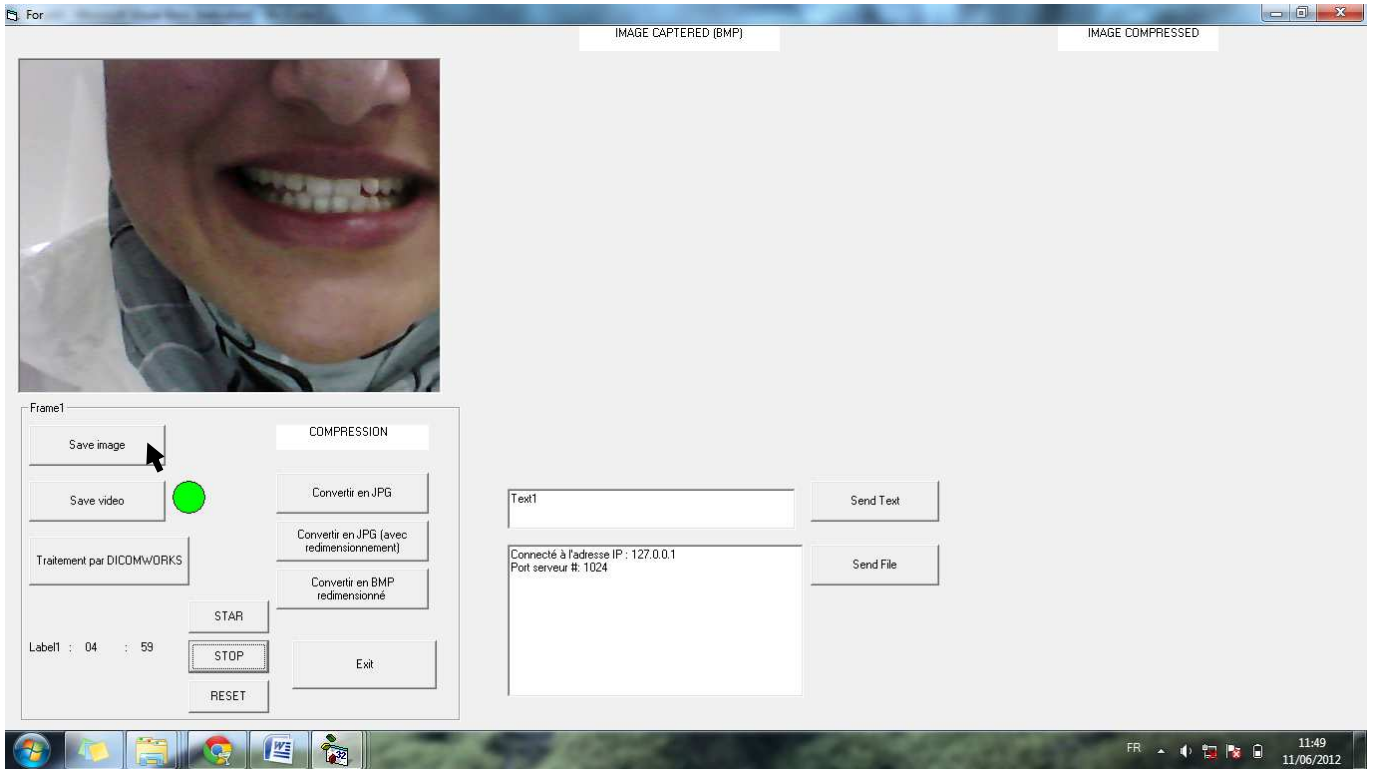 For
IMAGE CAPTERED (BMP)
IMAGE COMPRESSED
Frame1
Save image
COMPRESSION
Save video
Convertir en JPG
Traitement par DICOMWORKS
Convertir en JPG (avec
redimensionnement)
Convertir en BMP
redimensionné
STAR
Label1 : 04 : 59
STOP
Exit
RESET
Text1
Send Text
Connecté à l'adresse IP : 127.0.0.1
Port serveur #: 1024
Send File
FR
11:49
11/06/2012